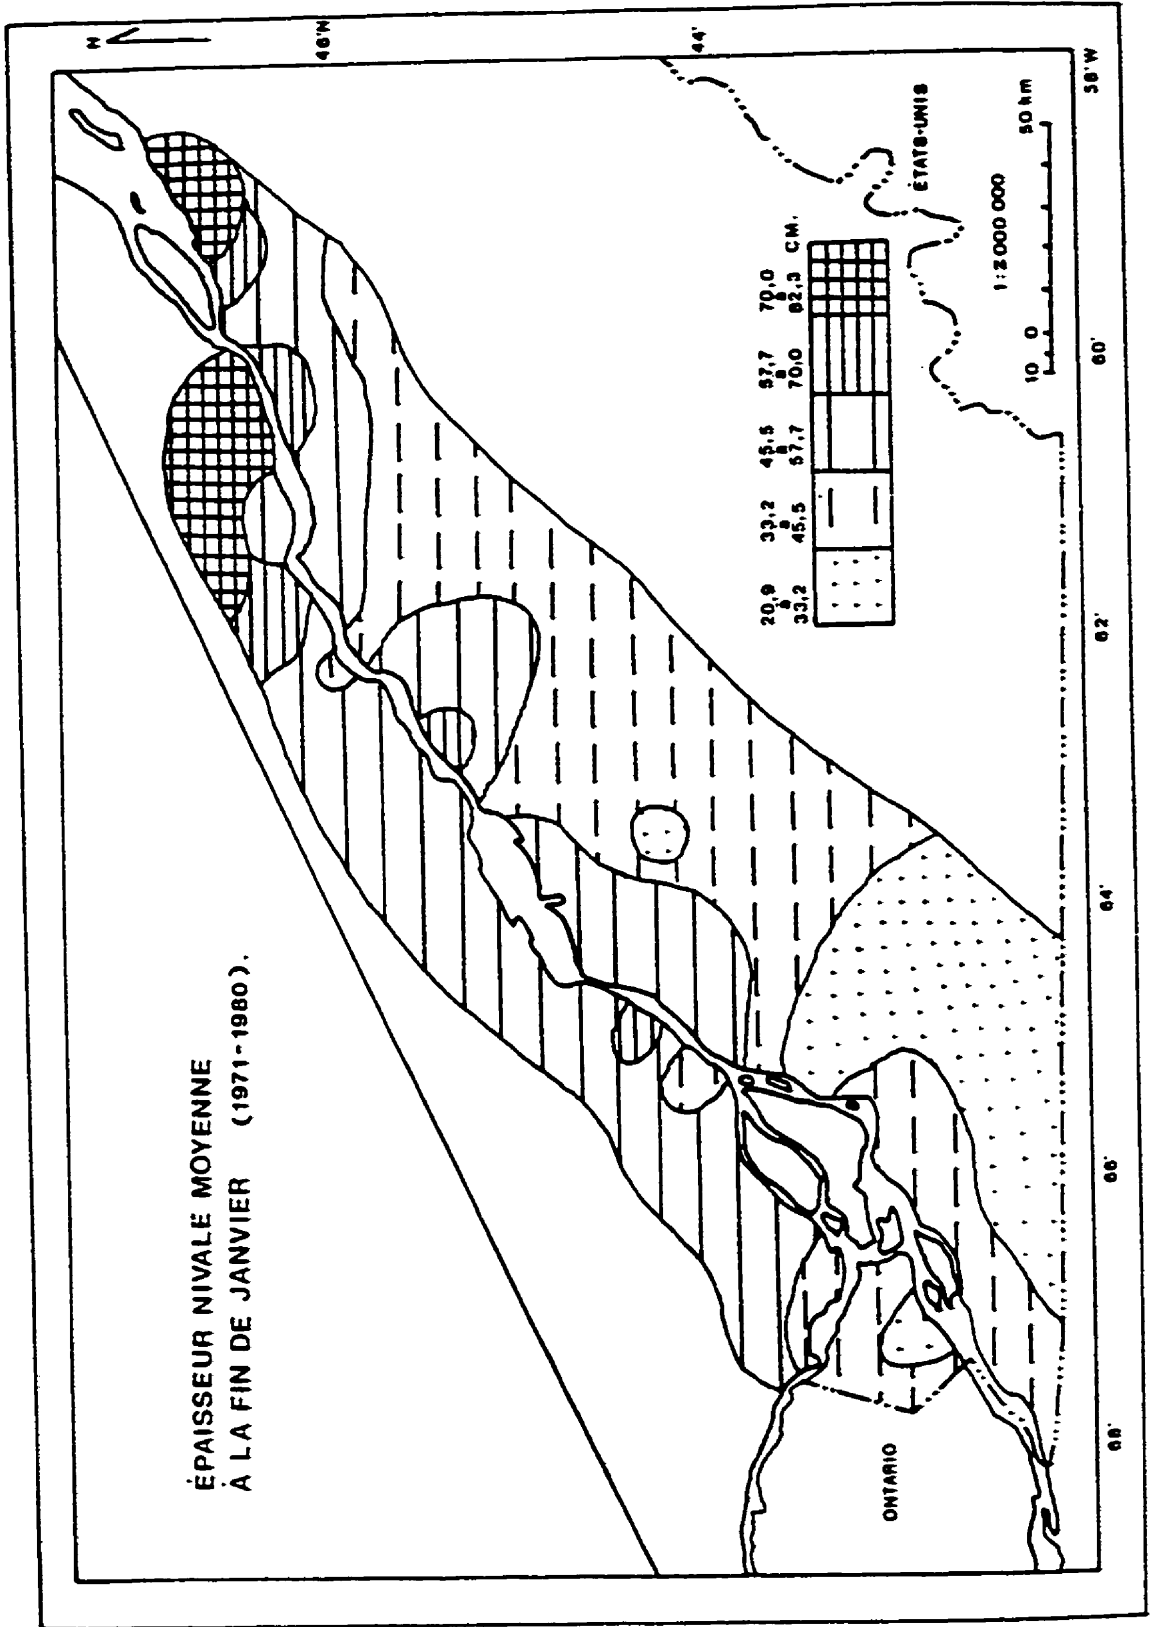 ÉPAISSEUR NIVALE MOYENNE
À LA FIN DE JANVIER (1971-1980).
N
46°N
44°
58°W
60°
62°
64°
66°
68°
ONTARIO
ÉTATS-UNIS
20,9 à 33,2
33,2 à 45,5
45,5 à 57,7
57,7 à 70,0
70,0 à 82,3
CM.
1:2 000 000
10 0 50 km